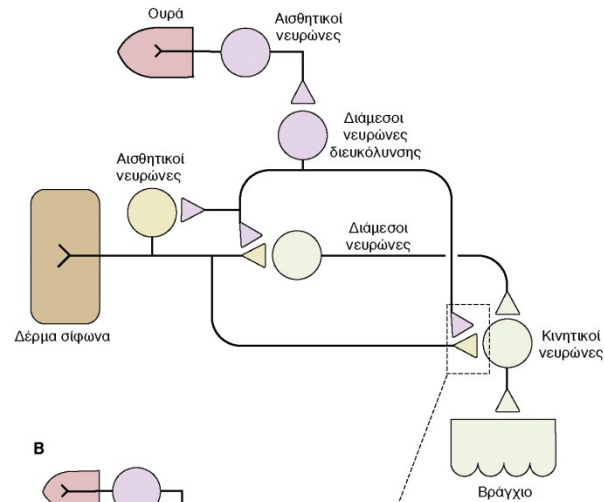 Ουρά
Αισθητικοί
νευρώνες
Διάμεσοι
νευρώνες
διευκόλυνσης
Αισθητικοί
νευρώνες
Διάμεσοι
νευρώνες
Δέρμα σίφωνα
Κινητικοί
νευρώνες
Βράγχιο
B